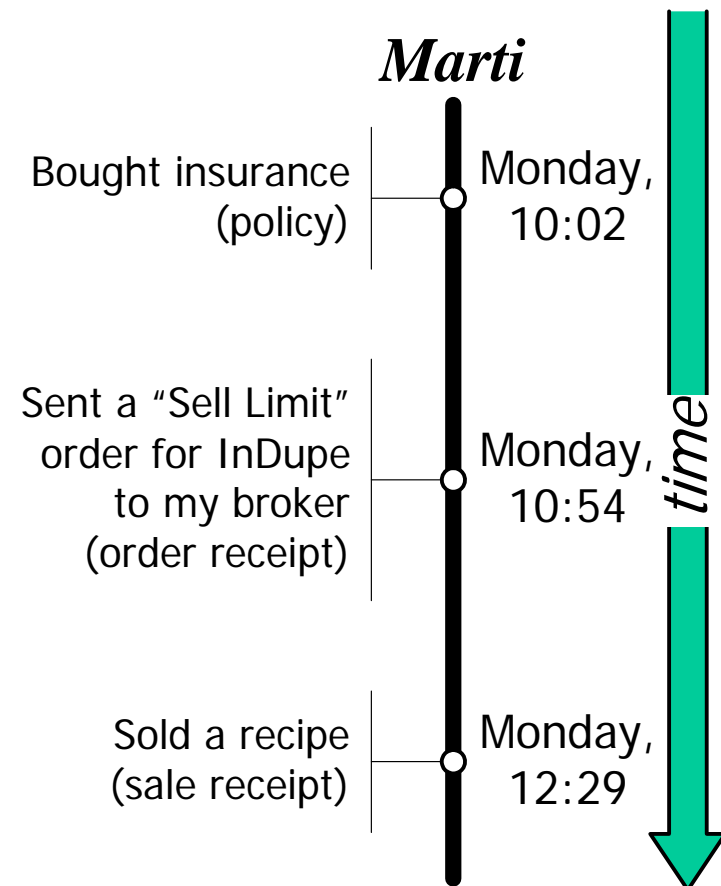 Marti
Bought insurance
(policy)
Monday,
10:02
Sent a “Sell Limit”
order for InDupe
to my broker
(order receipt)
Monday,
10:54
time
Sold a recipe
(sale receipt)
Monday,
12:29